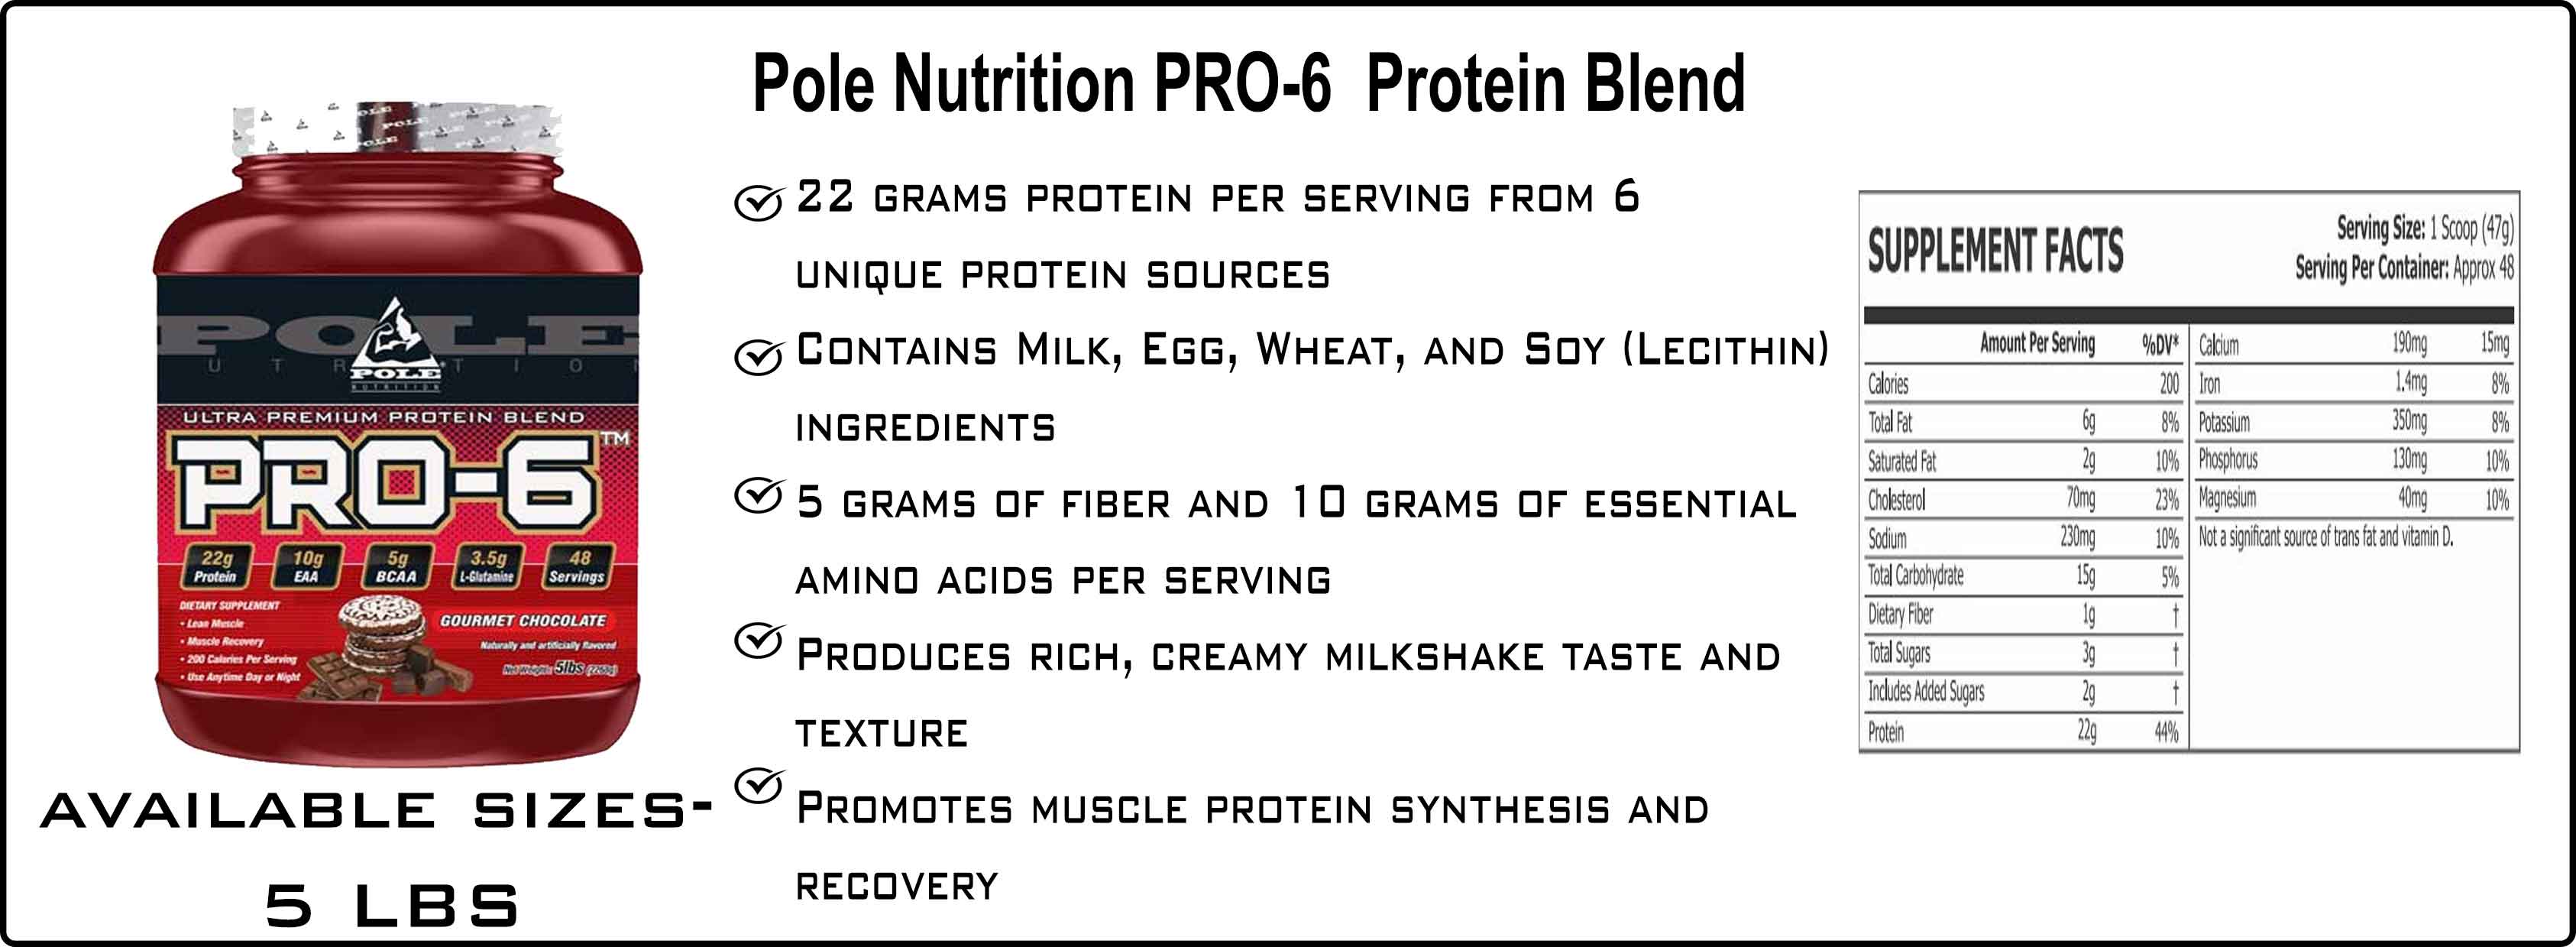 Pole Nutrition PRO-6 Protein Blend
POLE
POLE
UTRITION
POLE
NUTRITION
ULTRA PREMIUM PROTEIN BLEND
PRO-6™
22g Protein
10g EAA
5g BCAA
3.5g L-Glutamine
48 Servings
DIETARY SUPPLEMENT
• Lean Muscle
• Muscle Recovery
• 200 Calories Per Serving
• Use Anytime Day or Night
GOURMET CHOCOLATE
Naturally and artificially flavored
Net Weight: 5lbs
AVAILABLE SIZES-
5 LBS
22 GRAMS PROTEIN PER SERVING FROM 6
UNIQUE PROTEIN SOURCES
CONTAINS MILK, EGG, WHEAT, AND SOY (LECITHIN)
INGREDIENTS
5 GRAMS OF FIBER AND 10 GRAMS OF ESSENTIAL
AMINO ACIDS PER SERVING
PRODUCES RICH, CREAMY MILKSHAKE TASTE AND
TEXTURE
PROMOTES MUSCLE PROTEIN SYNTHESIS AND
RECOVERY
SUPPLEMENT FACTS
Serving Size: 1 Scoop (47g)
Serving Per Container: Approx 48
Amount Per Serving %DV*
Calories 200
Total Fat 6g 8%
Saturated Fat 2g 10%
Cholesterol 70mg 23%
Sodium 230mg 10%
Total Carbohydrate 15g 5%
Dietary Fiber 1g †
Total Sugars 3g †
Includes Added Sugars 2g †
Protein 22g 44%
Calcium 190mg 15mg
Iron 1.4mg 8%
Potassium 350mg 8%
Phosphorus 130mg 10%
Magnesium 40mg 10%
Not a significant source of trans fat and vitamin D.